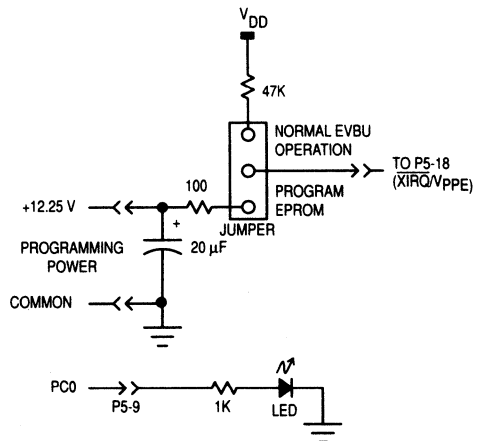 VDD
47K
NORMAL EVBU
OPERATION
TO P5-18
(XIRQ/VPPE)
PROGRAM
EPROM
100
+12.25 V
JUMPER
+
20 µF
PROGRAMMING
POWER
COMMON
PC0
P5-9
1K
LED